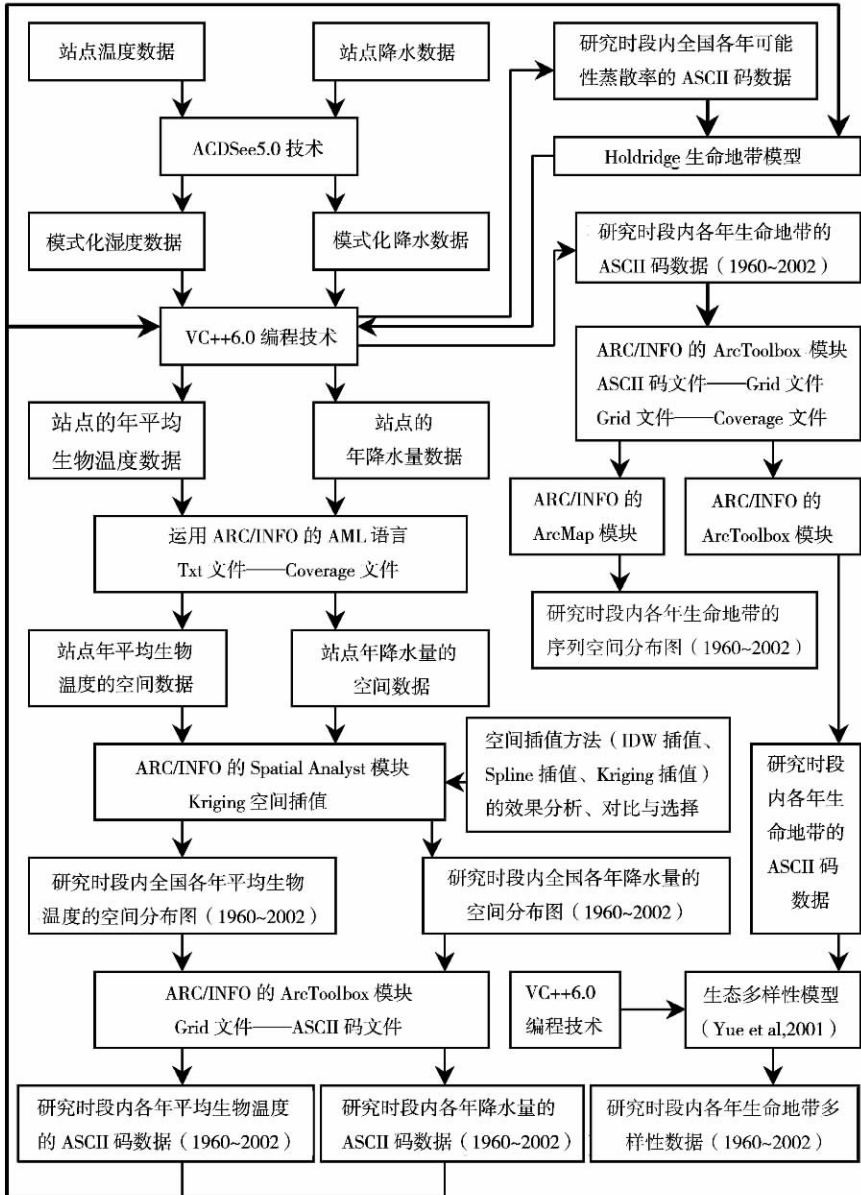 站点温度数据
站点降水数据
ACDSee5.0 技术
模式化湿度数据
模式化降水数据
VC++6.0 编程技术
站点的年平均
生物温度数据
站点的
年降水量数据
运用 ARC/INFO 的 AML 语言
Txt 文件——Coverage 文件
站点年平均生物
温度的空间数据
站点年降水量的
空间数据
ARC/INFO 的 Spatial Analyst 模块
Kriging 空间插值
空间插值方法（IDW 插值、
Spline 插值、Kriging 插值）
的效果分析、对比与选择
研究时段内全国各年平均生物
温度的空间分布图（1960~2002）
研究时段内全国各年降水量的
空间分布图（1960~2002）
ARC/INFO 的 ArcToolbox 模块
Grid 文件——ASCII 码文件
研究时段内各年平均生物温度
的 ASCII 码数据（1960~2002）
研究时段内各年降水量的
ASCII 码数据（1960~2002）
研究时段内全国各年可能
性蒸散率的 ASCII 码数据
Holdridge 生命地带模型
研究时段内各年生命地带的
ASCII 码数据（1960~2002）
ARC/INFO 的 ArcToolbox 模块
ASCII 码文件——Grid 文件
Grid 文件——Coverage 文件
ARC/INFO 的
ArcMap 模块
ARC/INFO 的
ArcToolbox 模块
研究时段内各年生命地带的
序列空间分布图（1960~2002）
研究时段
内各年生
命地带的
ASCII 码
数据
VC++6.0
编程技术
生态多样性模型
（Yue et al,2001）
研究时段内各年生命地带多
样性数据（1960~2002）